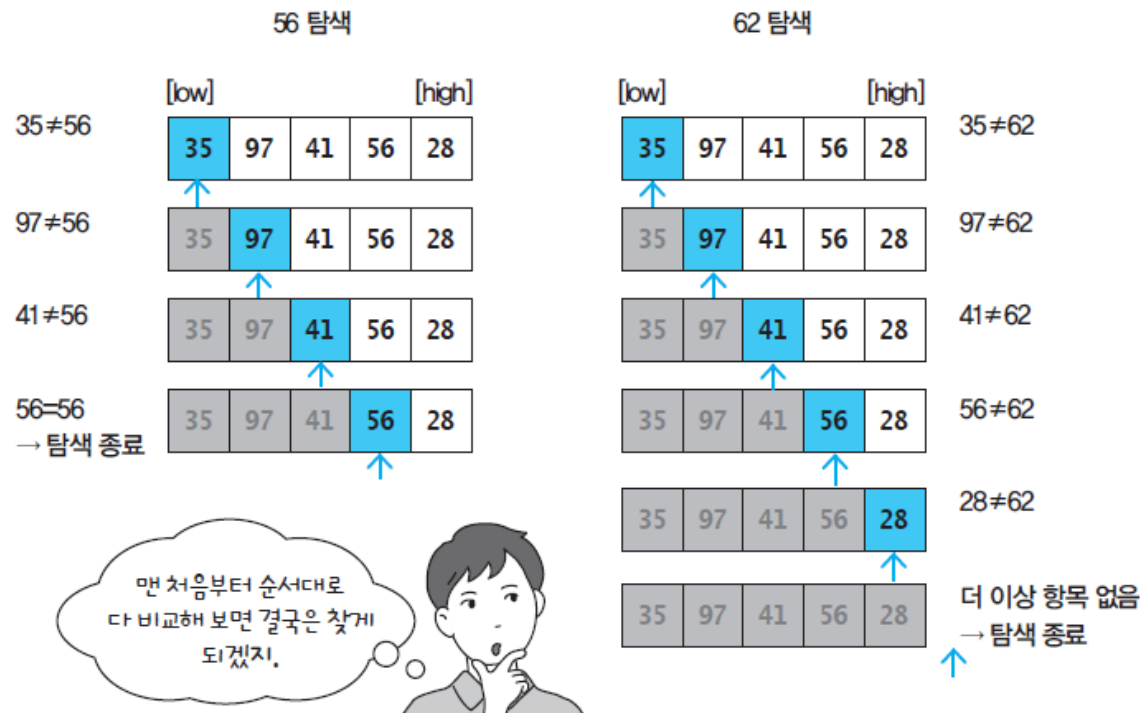 56 탐색
[low] [high]
35≠56
35 97 41 56 28
97≠56
35 97 41 56 28
41≠56
35 97 41 56 28
56=56
→ 탐색 종료
35 97 41 56 28
맨 처음부터 순서대로
다 비교해 보면 결국은 찾게
되겠지.
62 탐색
[low] [high]
35 97 41 56 28
35≠62
35 97 41 56 28
97≠62
35 97 41 56 28
41≠62
35 97 41 56 28
56≠62
35 97 41 56 28
28≠62
35 97 41 56 28
더 이상 항목 없음
→ 탐색 종료